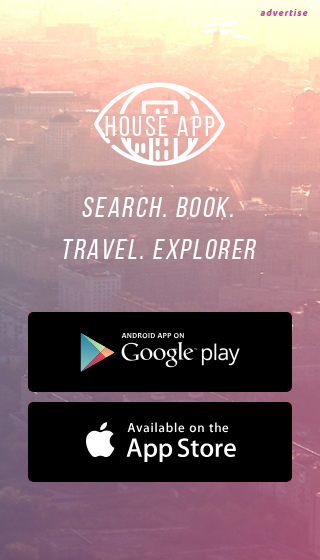 advertise
HOUSE APP
SEARCH. BOOK.
TRAVEL. EXPLORER
ANDROID APP ON
Google play
Available on the
App Store